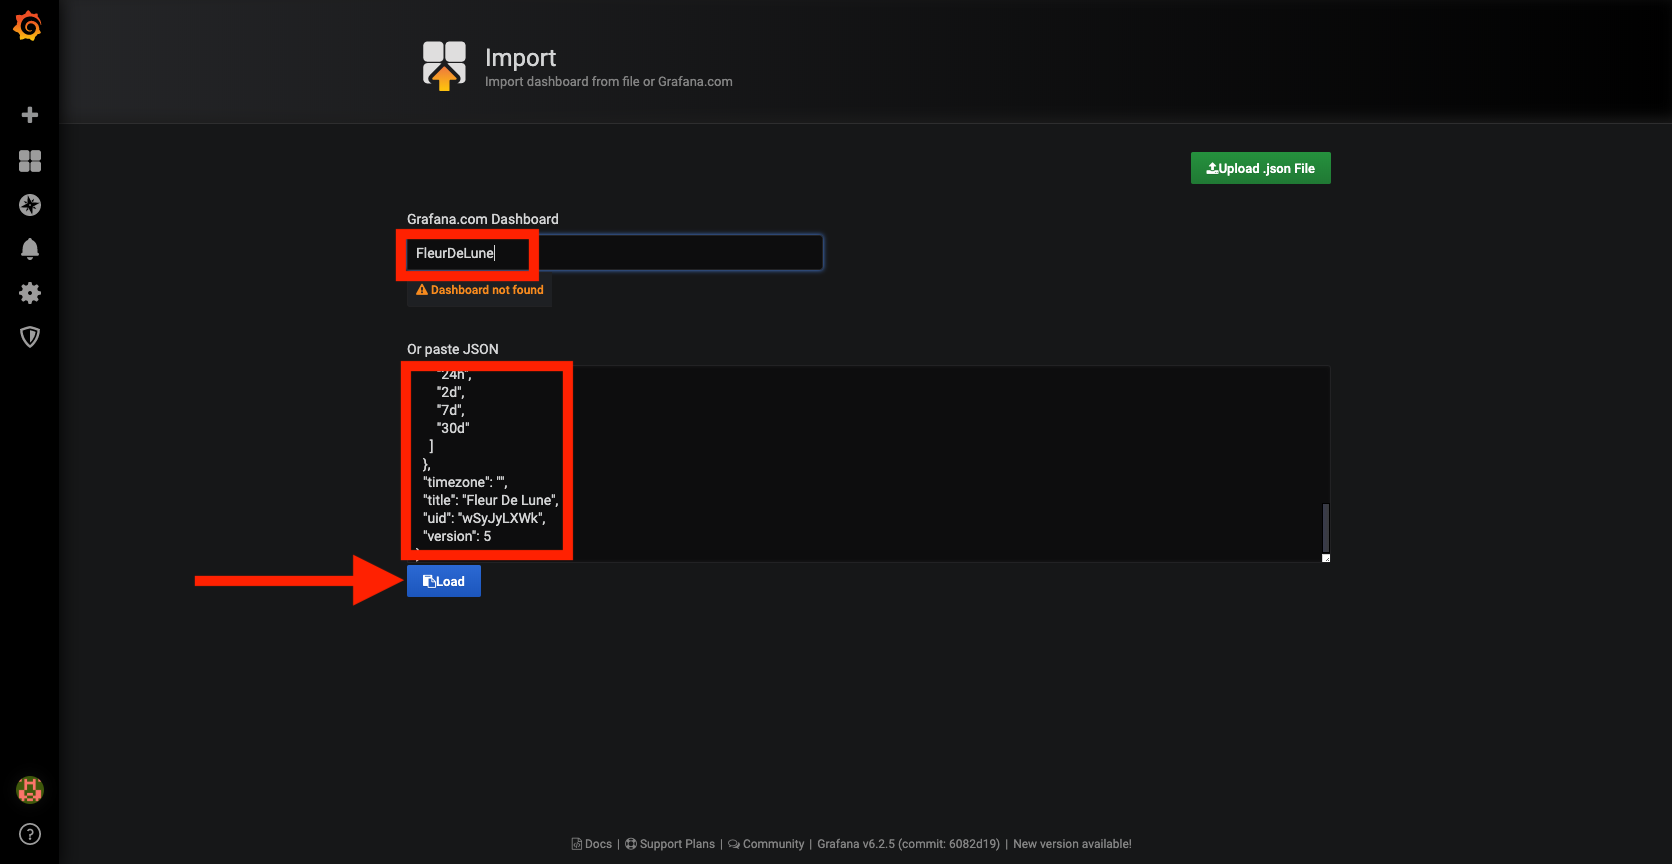 Import
Import dashboard from file or Grafana.com
Upload .json File
Grafana.com Dashboard
FleurDeLune
Dashboard not found
Or paste JSON
"24h",
"2d",
"7d",
"30d"
]
},
"timezone": "",
"title": "Fleur De Lune",
"uid": "wSyJyLXWk",
"version": 5
}
Load
?
Docs | Support Plans | Community | Grafana v6.2.5 (commit: 6082d19) | New version available!